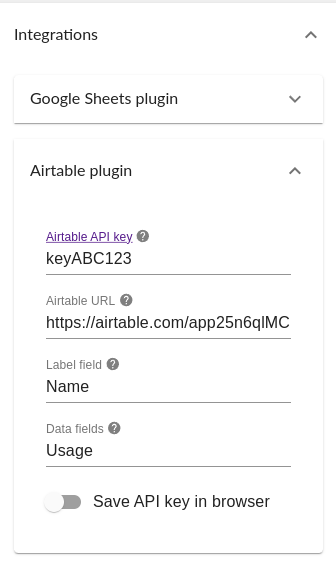 Integrations
Google Sheets plugin
Airtable plugin
Airtable API key ?
keyABC123
Airtable URL ?
https://airtable.com/app25n6qlMC
Label field ?
Name
Data fields ?
Usage
Save API key in browser